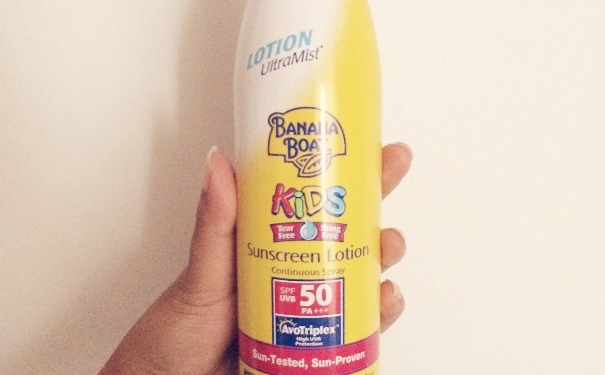 LOTION
UltraMist®
BANANA
BOAT
KiDS
Tear Free Sting Free
Sunscreen Lotion
Continuous Spray
SPF UVB 50
PA+++
AvoTriplex™
High UVA
Protection
Sun-Tested, Sun-Proven